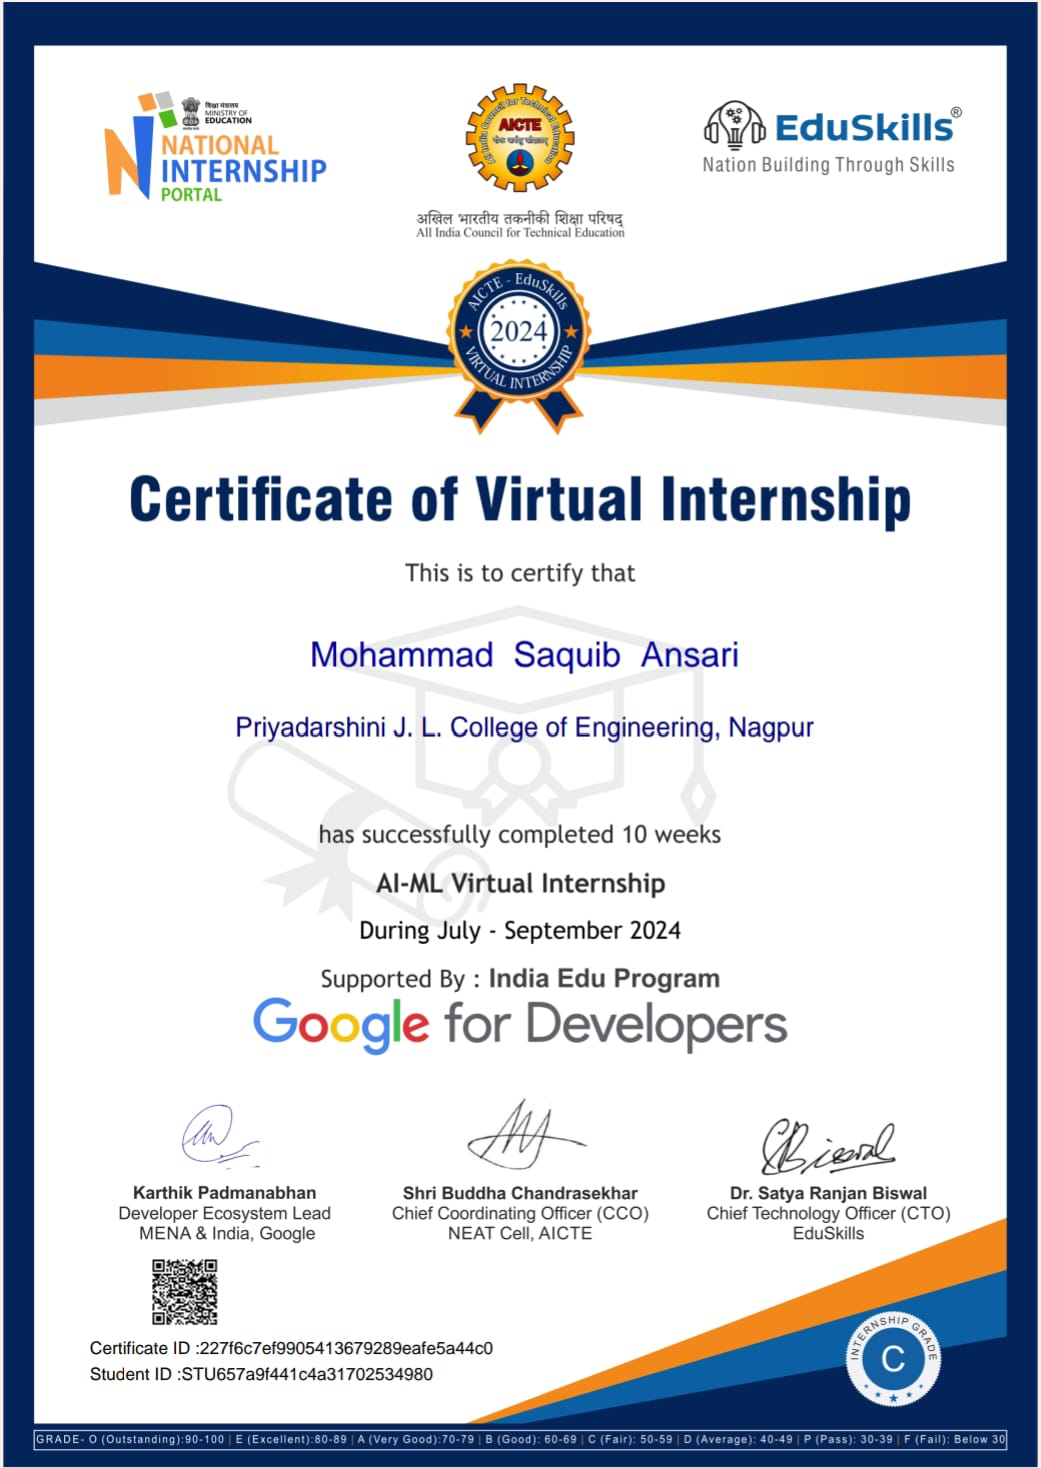 शिक्षा मंत्रालय
MINISTRY OF
EDUCATION
NATIONAL
INTERNSHIP
PORTAL
All India Council for Technical Education
AICTE
अखिल भारतीय तकनीकी शिक्षा परिषद्
All India Council for Technical Education
EduSkills®
Nation Building Through Skills
AICTE - EduSkills
2024
VIRTUAL INTERNSHIP
Certificate of Virtual Internship
This is to certify that
Mohammad Saquib Ansari
Priyadarshini J. L. College of Engineering, Nagpur
has successfully completed 10 weeks
AI-ML Virtual Internship
During July - September 2024
Supported By : India Edu Program
Google for Developers
Karthik Padmanabhan
Developer Ecosystem Lead
MENA & India, Google
Shri Buddha Chandrasekhar
Chief Coordinating Officer (CCO)
NEAT Cell, AICTE
Dr. Satya Ranjan Biswal
Chief Technology Officer (CTO)
EduSkills
Certificate ID :227f6c7ef9905413679289eafe5a44c0
Student ID :STU657a9f441c4a31702534980
INTERNSHIP GRADE
C
GRADE- O (Outstanding):90-100 | E (Excellent):80-89 | A (Very Good):70-79 | B (Good): 60-69 | C (Fair): 50-59 | D (Average): 40-49 | P (Pass): 30-39 | F (Fail): Below 30